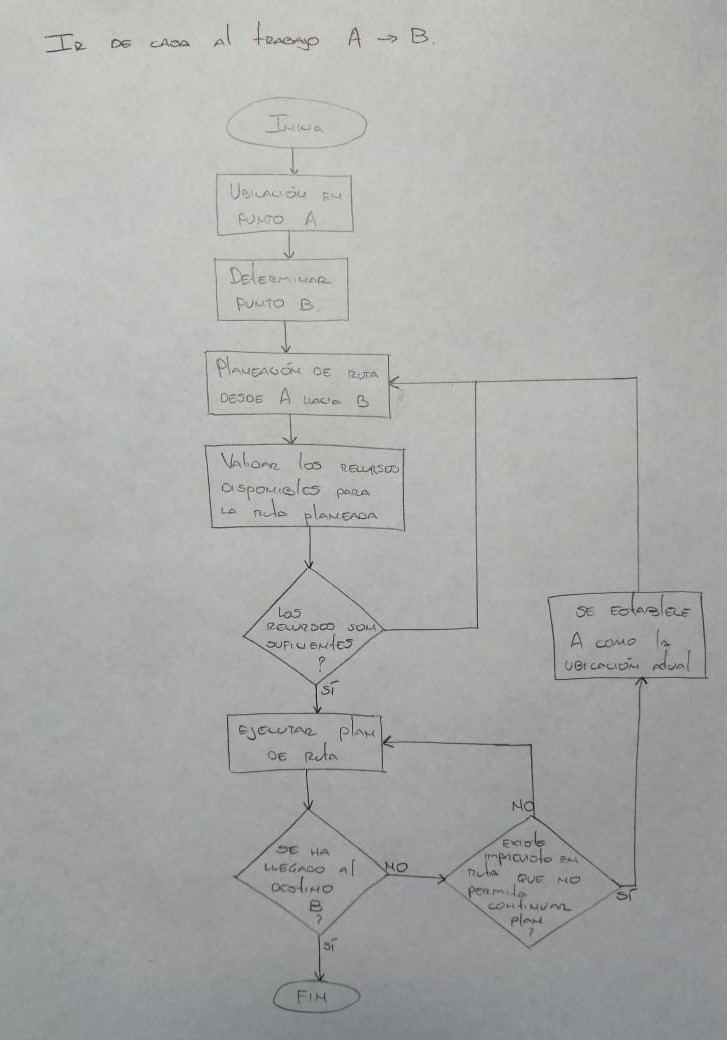 IR DE CASA al trabajo A → B.
INICIA
UBICACIÓN EN
PUNTO A
DETERMINAR
PUNTO B
PLANEACIÓN DE RUTA
DESDE A HACIA B
Validar los RECURSOS
DISPONIBLES PARA
LA RUTA PLANEADA
LOS
RECURSOS SON
SUFICIENTES
?
SÍ
SE ESTABLECE
A COMO la
UBICACIÓN actual
EJECUTAR PLAN
DE RUTA
NO
SE HA
LLEGADO Al
DESTINO
B
?
NO
EXISTE
IMPREVISTO EN
RUTA QUE NO
PERMITA
CONTINUAR
PLAN
?
SÍ
SÍ
FIN